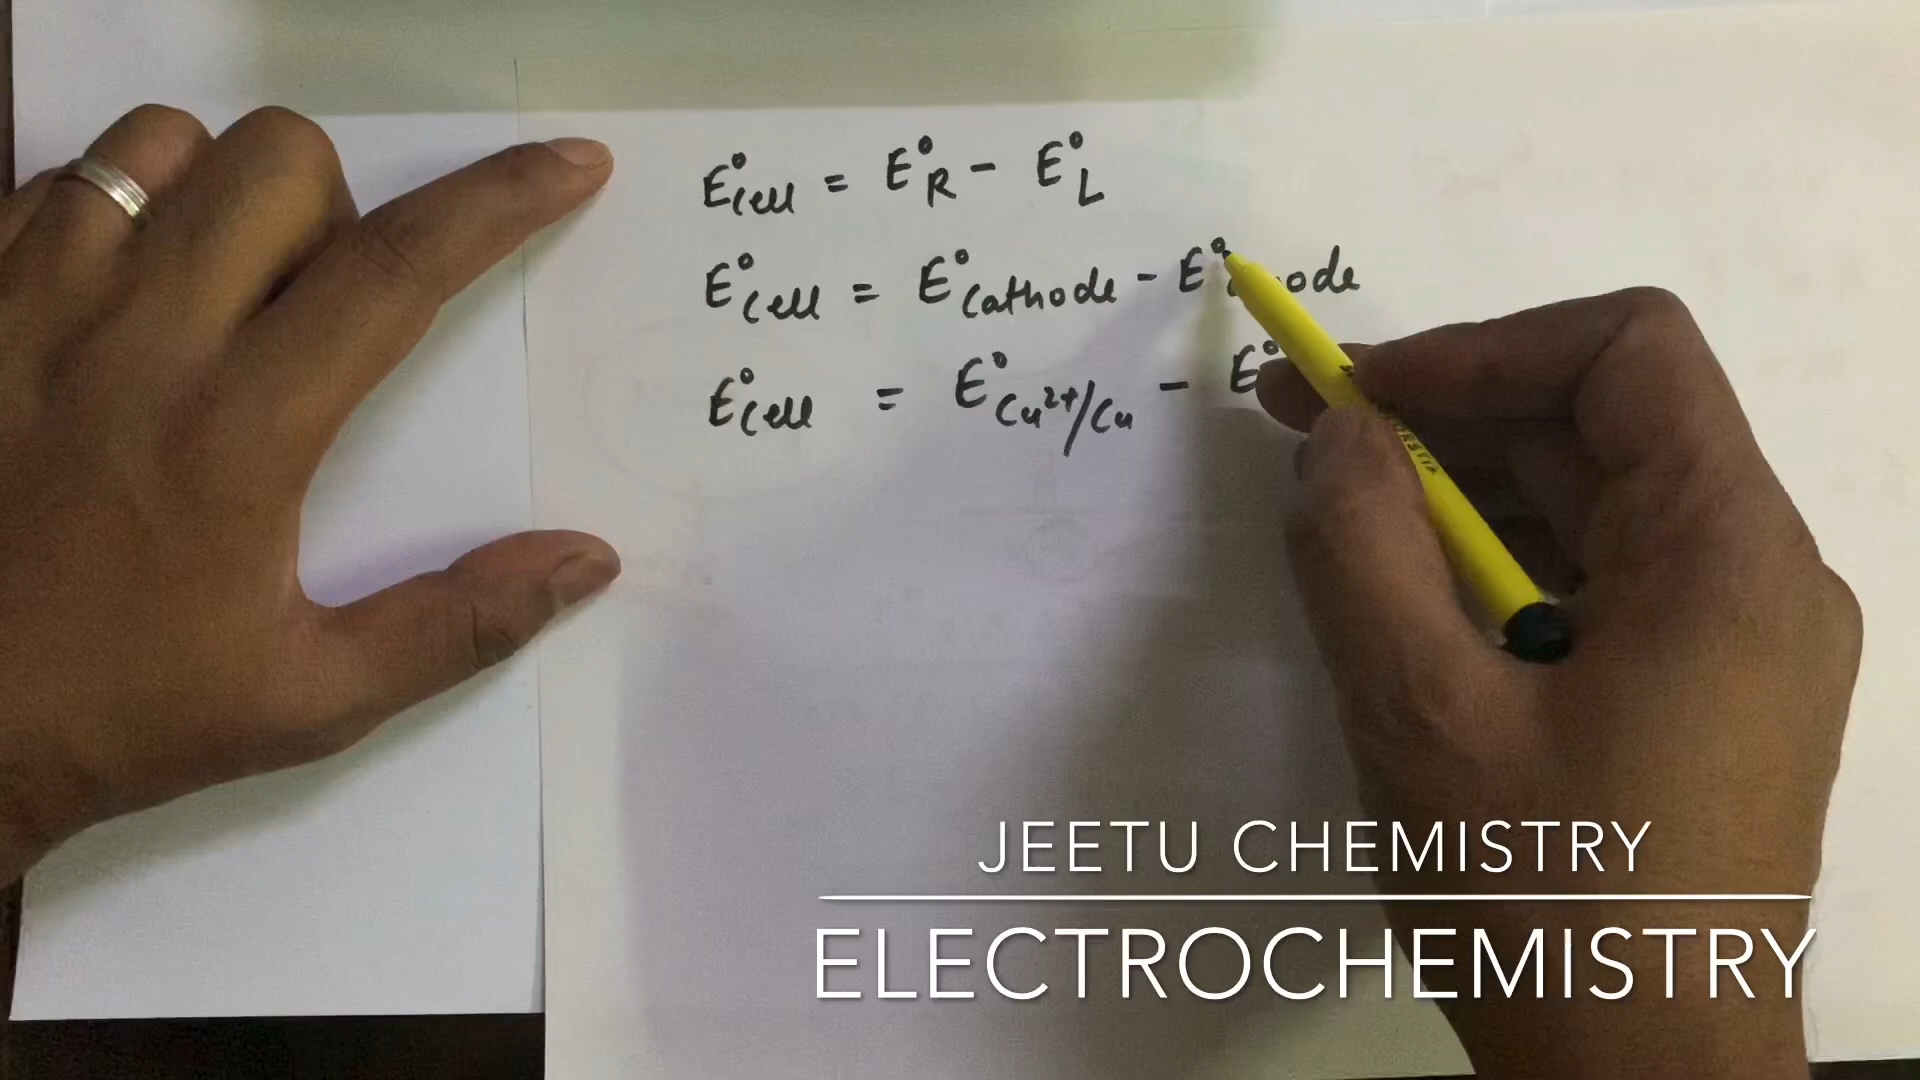 E°cell = E°R - E°L
E°cell = E°cathode - E°
E°cell = E°Cu²⁺/Cu - E°
JEETU CHEMISTRY
ELECTROCHEMISTRY